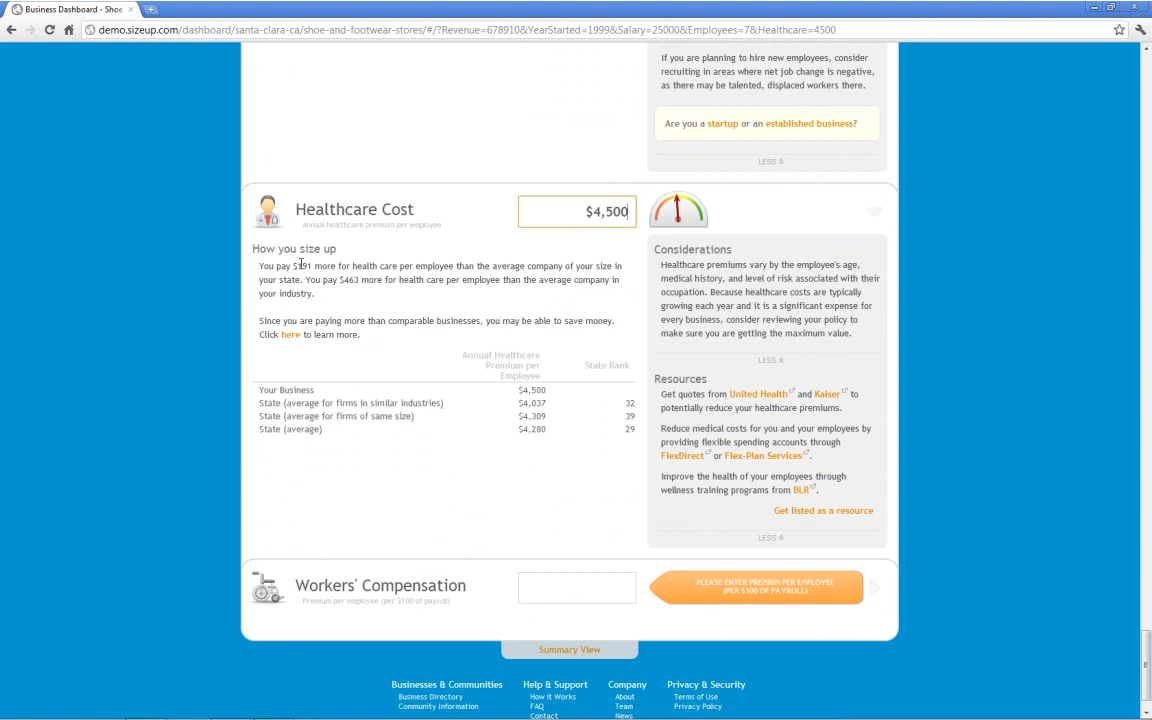 Business Dashboard - Shoe
demo.sizeup.com/dashboard/santa-clara-ca/shoe-and-footwear-stores/#/?Revenue=678910&YearStarted=1999&Salary=25000&Employees=7&Healthcare=4500
If you are planning to hire new employees, consider
recruiting in areas where net job change is negative,
as there may be talented, displaced workers there.
Are you a startup or an established business?
LESS
Healthcare Cost
Annual healthcare premium per employee
$4,500
How you size up
You pay $191 more for health care per employee than the average company of your size in
your state. You pay $463 more for health care per employee than the average company in
your industry.
Since you are paying more than comparable businesses, you may be able to save money.
Click here to learn more.
Annual Healthcare
Premium per
Employee
State Rank
Your Business $4,500
State (average for firms in similar industries) $4,037 32
State (average for firms of same size) $4,309 39
State (average) $4,280 29
Considerations
Healthcare premiums vary by the employee's age,
medical history, and level of risk associated with their
occupation. Because healthcare costs are typically
growing each year and it is a significant expense for
every business, consider reviewing your policy to
make sure you are getting the maximum value.
LESS
Resources
Get quotes from United Health and Kaiser to
potentially reduce your healthcare premiums.
Reduce medical costs for you and your employees by
providing flexible spending accounts through
FlexDirect or Flex-Plan Services.
Improve the health of your employees through
wellness training programs from BLR.
Get listed as a resource
LESS
Workers' Compensation
Premium per employee (per $100 of payroll)
PLEASE ENTER PREMIUM PER EMPLOYEE
(PER $100 OF PAYROLL)
Summary View
Businesses & Communities
Business Directory
Community Information
Help & Support
How it Works
FAQ
Contact
Company
About
Team
News
Privacy & Security
Terms of Use
Privacy Policy